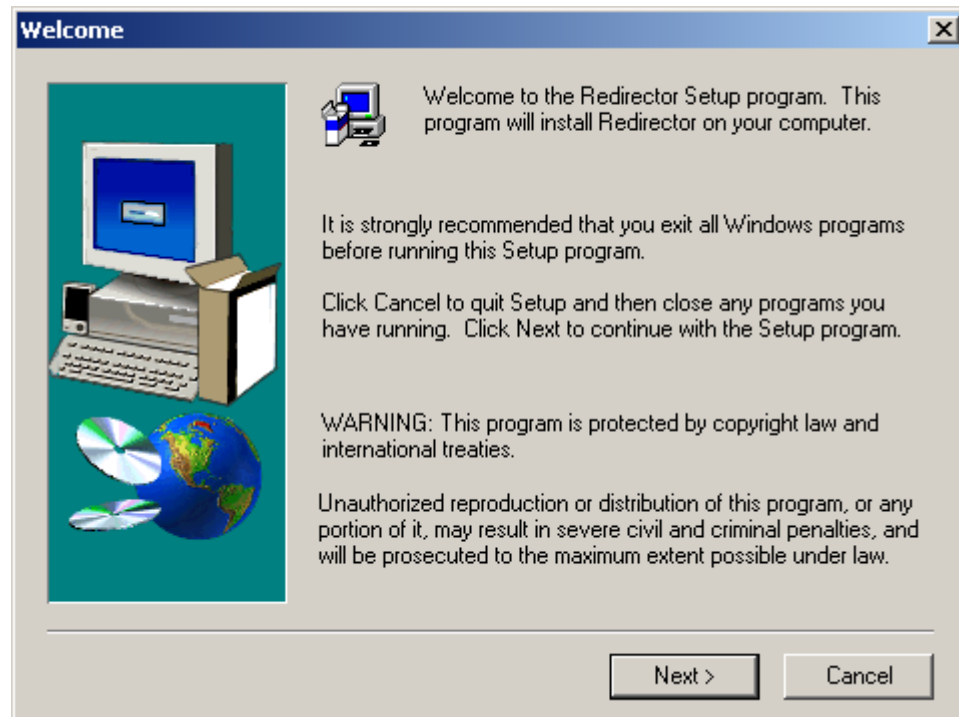 Welcome
Welcome to the Redirector Setup program.  This
program will install Redirector on your computer.
It is strongly recommended that you exit all Windows programs
before running this Setup program.
Click Cancel to quit Setup and then close any programs you
have running.  Click Next to continue with the Setup program.
WARNING: This program is protected by copyright law and
international treaties.
Unauthorized reproduction or distribution of this program, or any
portion of it, may result in severe civil and criminal penalties, and
will be prosecuted to the maximum extent possible under law.
Next >
Cancel